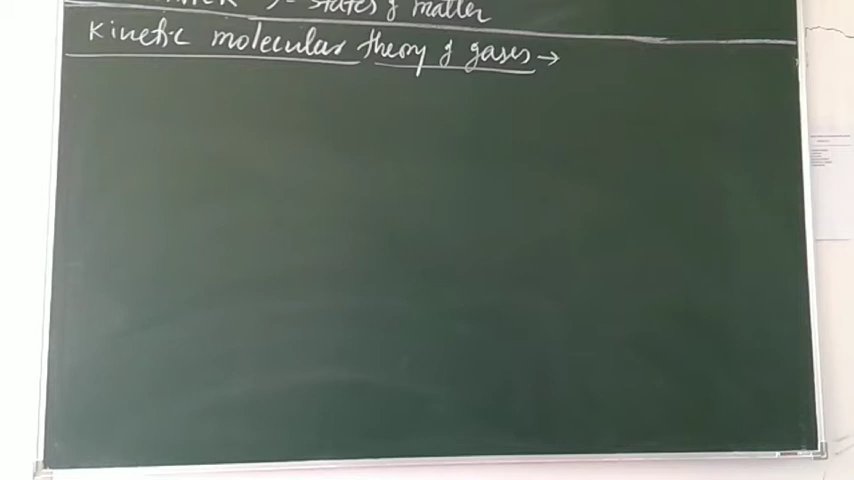 States of matter
Kinetic molecular theory of gases →